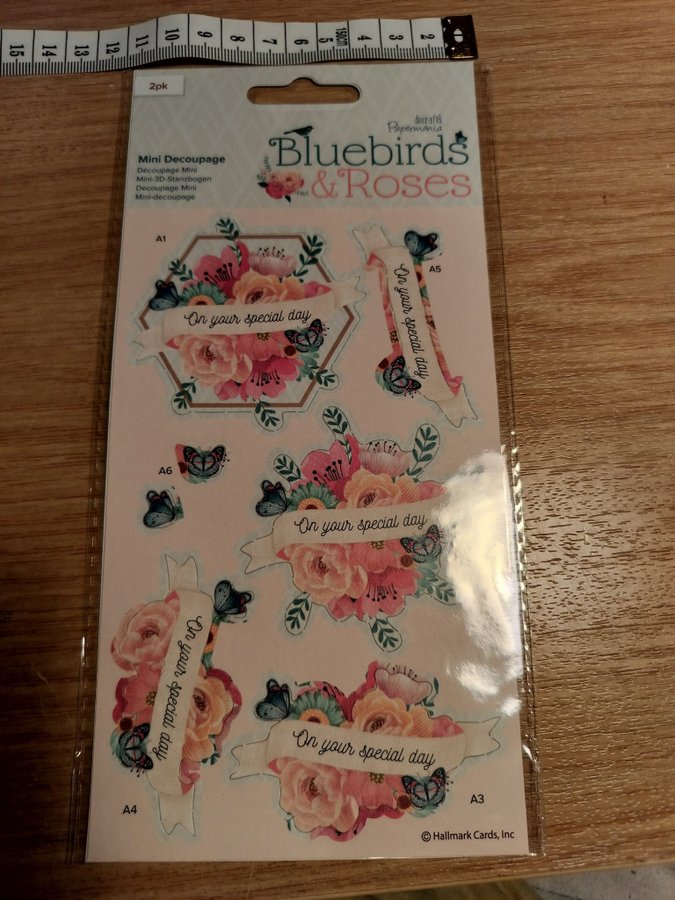 15 14 13 12 11 10 9 8 7 6 5 4 3 2
150cm
2pk
docrafts
Papermania
Bluebirds
& Roses
Mini Decoupage
Découpage Mini
Mini-3D-Stanzbogen
Decoupage Mini
Mini-decoupage
A1
On your special day
A5
On your special day
A6
On your special day
On your special day
On your special day
A4
A3
© Hallmark Cards, Inc